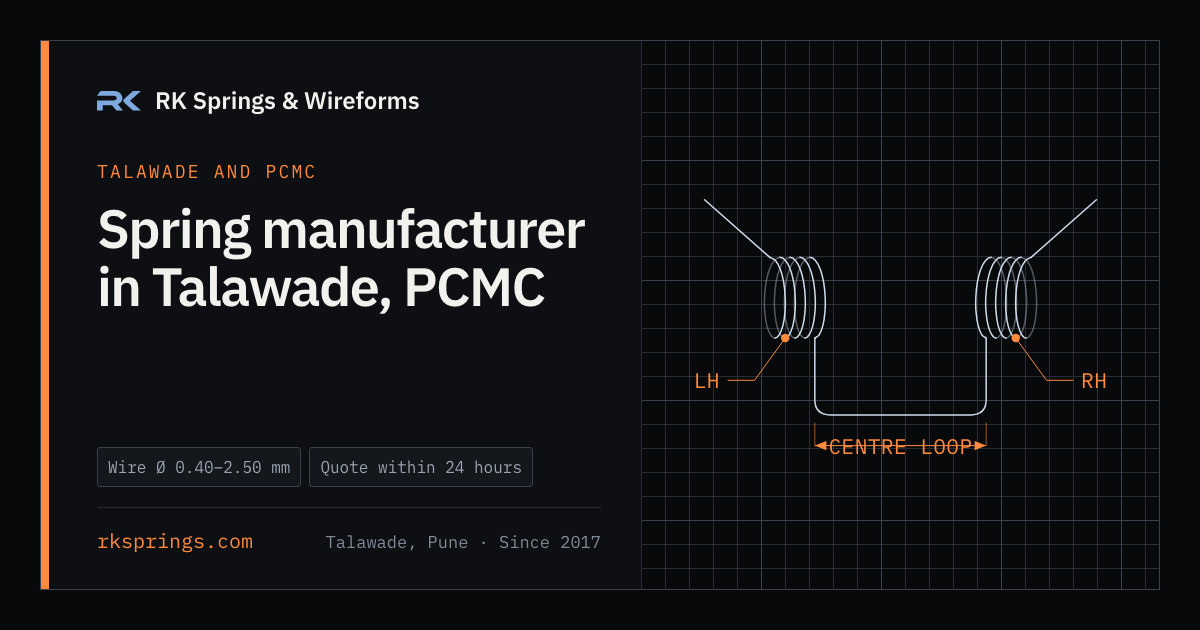 RK RK Springs & Wireforms
TALAWADE AND PCMC
Spring manufacturer
in Talawade, PCMC
LH
RH
CENTRE LOOP
Wire Ø 0.40–2.50 mm
Quote within 24 hours
rksprings.com
Talawade, Pune · Since 2017